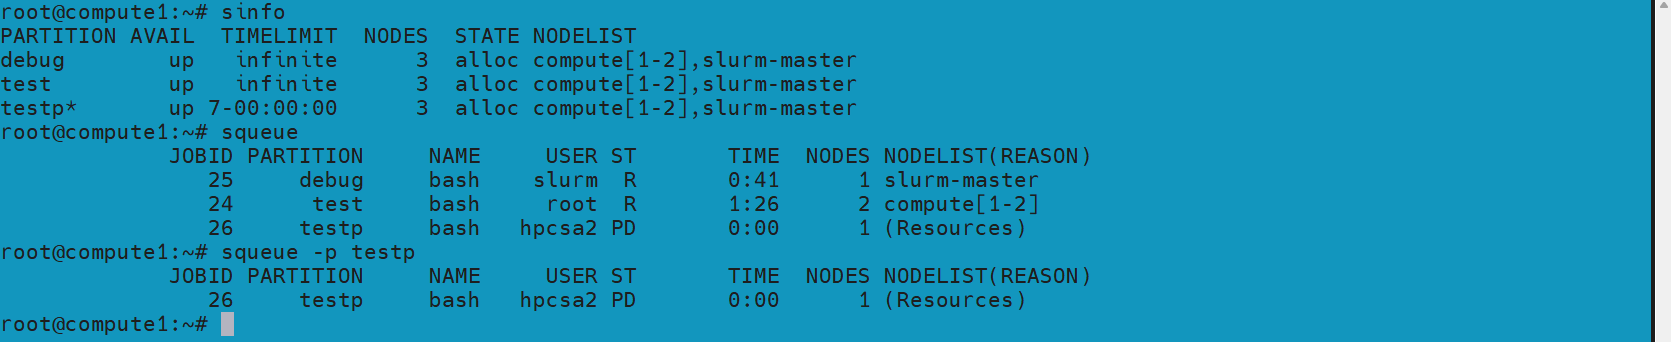 root@compute1:~# sinfo
PARTITION AVAIL  TIMELIMIT  NODES  STATE NODELIST
debug        up   infinite      3  alloc compute[1-2],slurm-master
test         up   infinite      3  alloc compute[1-2],slurm-master
testp*       up 7-00:00:00      3  alloc compute[1-2],slurm-master
root@compute1:~# squeue
             JOBID PARTITION     NAME     USER ST       TIME  NODES NODELIST(REASON)
                25     debug     bash    slurm  R       0:41      1 slurm-master
                24      test     bash     root  R       1:26      2 compute[1-2]
                26     testp     bash   hpcsa2 PD       0:00      1 (Resources)
root@compute1:~# squeue -p testp
             JOBID PARTITION     NAME     USER ST       TIME  NODES NODELIST(REASON)
                26     testp     bash   hpcsa2 PD       0:00      1 (Resources)
root@compute1:~#